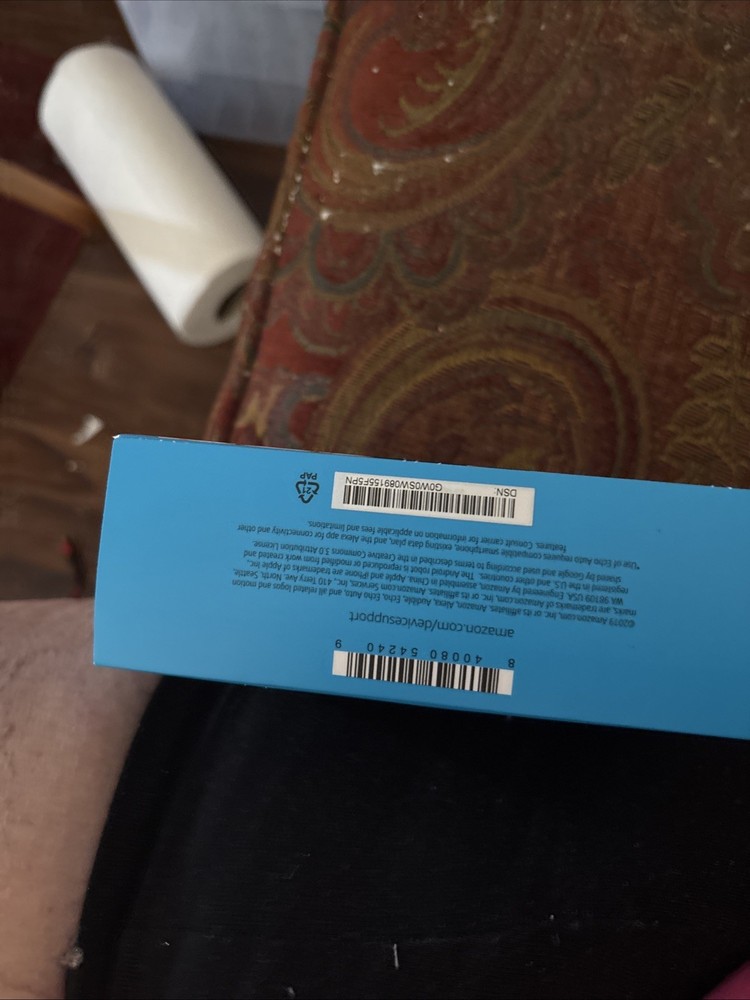 8 40080 54240 9
amazon.com/devicesupport
©2019 Amazon.com, Inc. or its affiliates. Amazon, Alexa, Audible, Echo, Echo Auto, and all related logos and motion
marks, are trademarks of Amazon.com, Inc. or its affiliates. Amazon.com Services, Inc., 410 Terry Ave. North, Seattle,
WA 98109 USA. Engineered by Amazon, assembled in China. Apple and iPhone are trademarks of Apple Inc.,
registered in the U.S. and other countries. The Android robot is reproduced or modified from work created and
shared by Google and used according to terms described in the Creative Commons 3.0 Attribution License.
*Use of Echo Auto requires compatible smartphone, existing data plan, and the Alexa app for connectivity and other
features. Consult carrier for information on applicable fees and limitations.
DSN:
G0W0SW089155F5PN
21
PAP